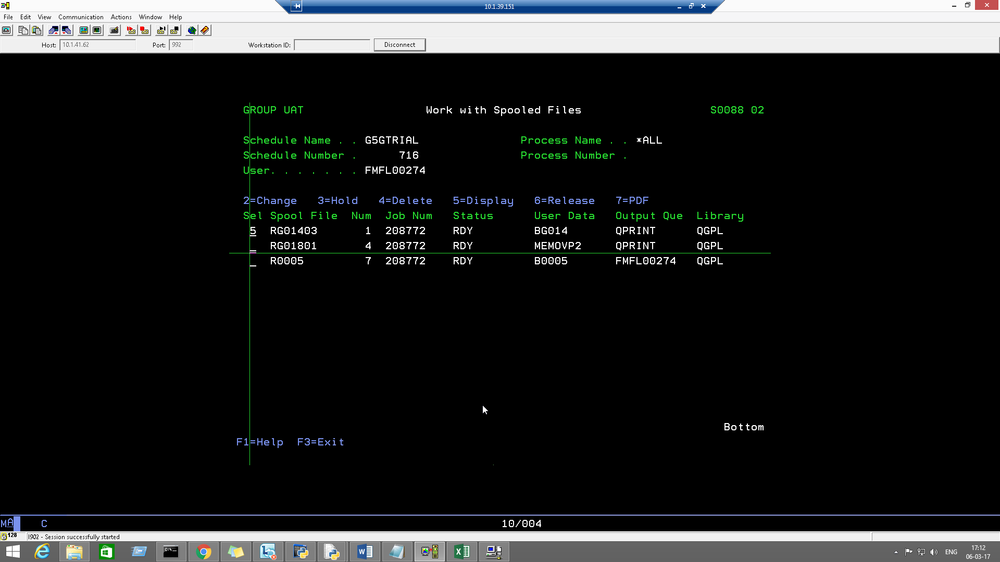 10.1.39.151
File Edit View Communication Actions Window Help
Host: 10.1.41.62 Port: 992 Workstation ID: Disconnect
GROUP UAT Work with Spooled Files S0088 02
Schedule Name . . G5GTRIAL Process Name . . *ALL
Schedule Number . 716 Process Number .
User. . . . . . . FMFL00274
2=Change 3=Hold 4=Delete 5=Display 6=Release 7=PDF
Sel Spool File Num Job Num Status User Data Output Que Library
5 RG01403 1 208772 RDY BG014 QPRINT QGPL
_ RG01801 4 208772 RDY MEMOVP2 QPRINT QGPL
_ R0005 7 208772 RDY B0005 FMFL00274 QGPL
Bottom
F1=Help F3=Exit
MA C 10/004
128 I902 - Session successfully started
ENG 17:12
06-03-17